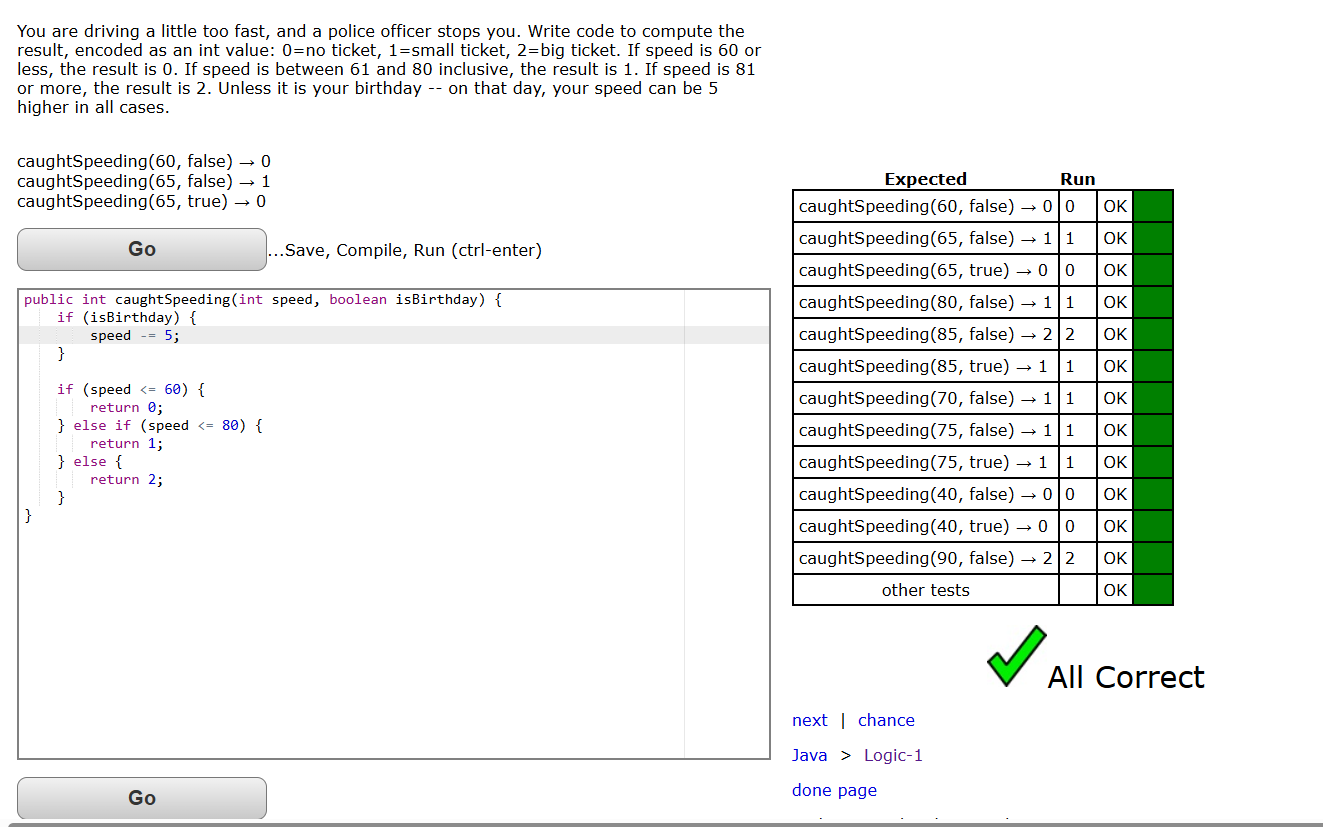 You are driving a little too fast, and a police officer stops you. Write code to compute the
result, encoded as an int value: 0=no ticket, 1=small ticket, 2=big ticket. If speed is 60 or
less, the result is 0. If speed is between 61 and 80 inclusive, the result is 1. If speed is 81
or more, the result is 2. Unless it is your birthday -- on that day, your speed can be 5
higher in all cases.
caughtSpeeding(60, false) → 0
caughtSpeeding(65, false) → 1
caughtSpeeding(65, true) → 0
Go
...Save, Compile, Run (ctrl-enter)
public int caughtSpeeding(int speed, boolean isBirthday) {
    if (isBirthday) {
        speed -= 5;
    }

    if (speed <= 60) {
        return 0;
    } else if (speed <= 80) {
        return 1;
    } else {
        return 2;
    }
}
Go
Expected Run
caughtSpeeding(60, false) → 0 0 OK
caughtSpeeding(65, false) → 1 1 OK
caughtSpeeding(65, true) → 0 0 OK
caughtSpeeding(80, false) → 1 1 OK
caughtSpeeding(85, false) → 2 2 OK
caughtSpeeding(85, true) → 1 1 OK
caughtSpeeding(70, false) → 1 1 OK
caughtSpeeding(75, false) → 1 1 OK
caughtSpeeding(75, true) → 1 1 OK
caughtSpeeding(40, false) → 0 0 OK
caughtSpeeding(40, true) → 0 0 OK
caughtSpeeding(90, false) → 2 2 OK
other tests OK
All Correct
next | chance
Java > Logic-1
done page